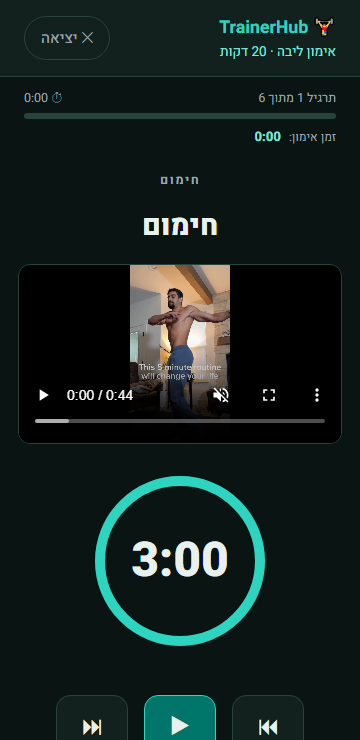 TrainerHub
אימון ליבה · 20 דקות
יציאה
תרגיל 1 מתוך 6
0:00
זמן אימון: 0:00
חימום
חימום
This 5 minute routine
will change your life
0:00 / 0:44
3:00